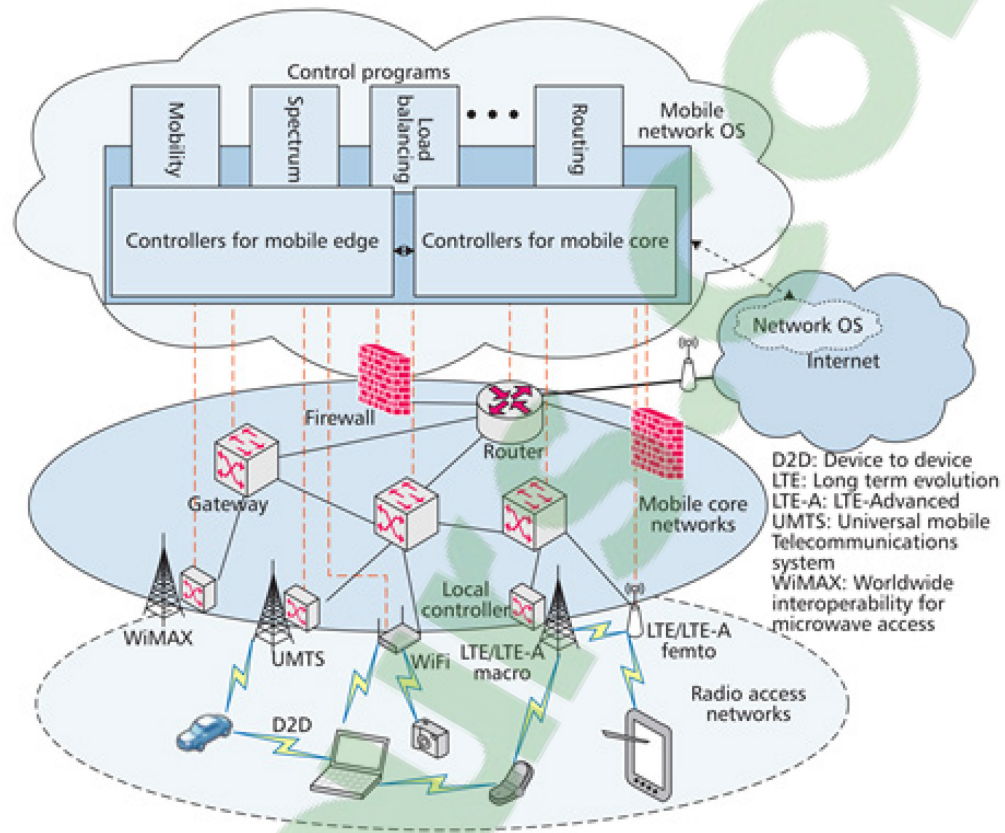 Control programs
Mobility
Spectrum
Load
balancing
Routing
Mobile
network OS
Controllers for mobile edge
Controllers for mobile core
Network OS
Internet
Firewall
Router
Gateway
Mobile core
networks
D2D: Device to device
LTE: Long term evolution
LTE-A: LTE-Advanced
UMTS: Universal mobile
Telecommunications
system
WiMAX: Worldwide
interoperability for
microwave access
Local
controller
WiMAX
UMTS
WiFi
LTE/LTE-A
macro
LTE/LTE-A
femto
Radio access
networks
D2D